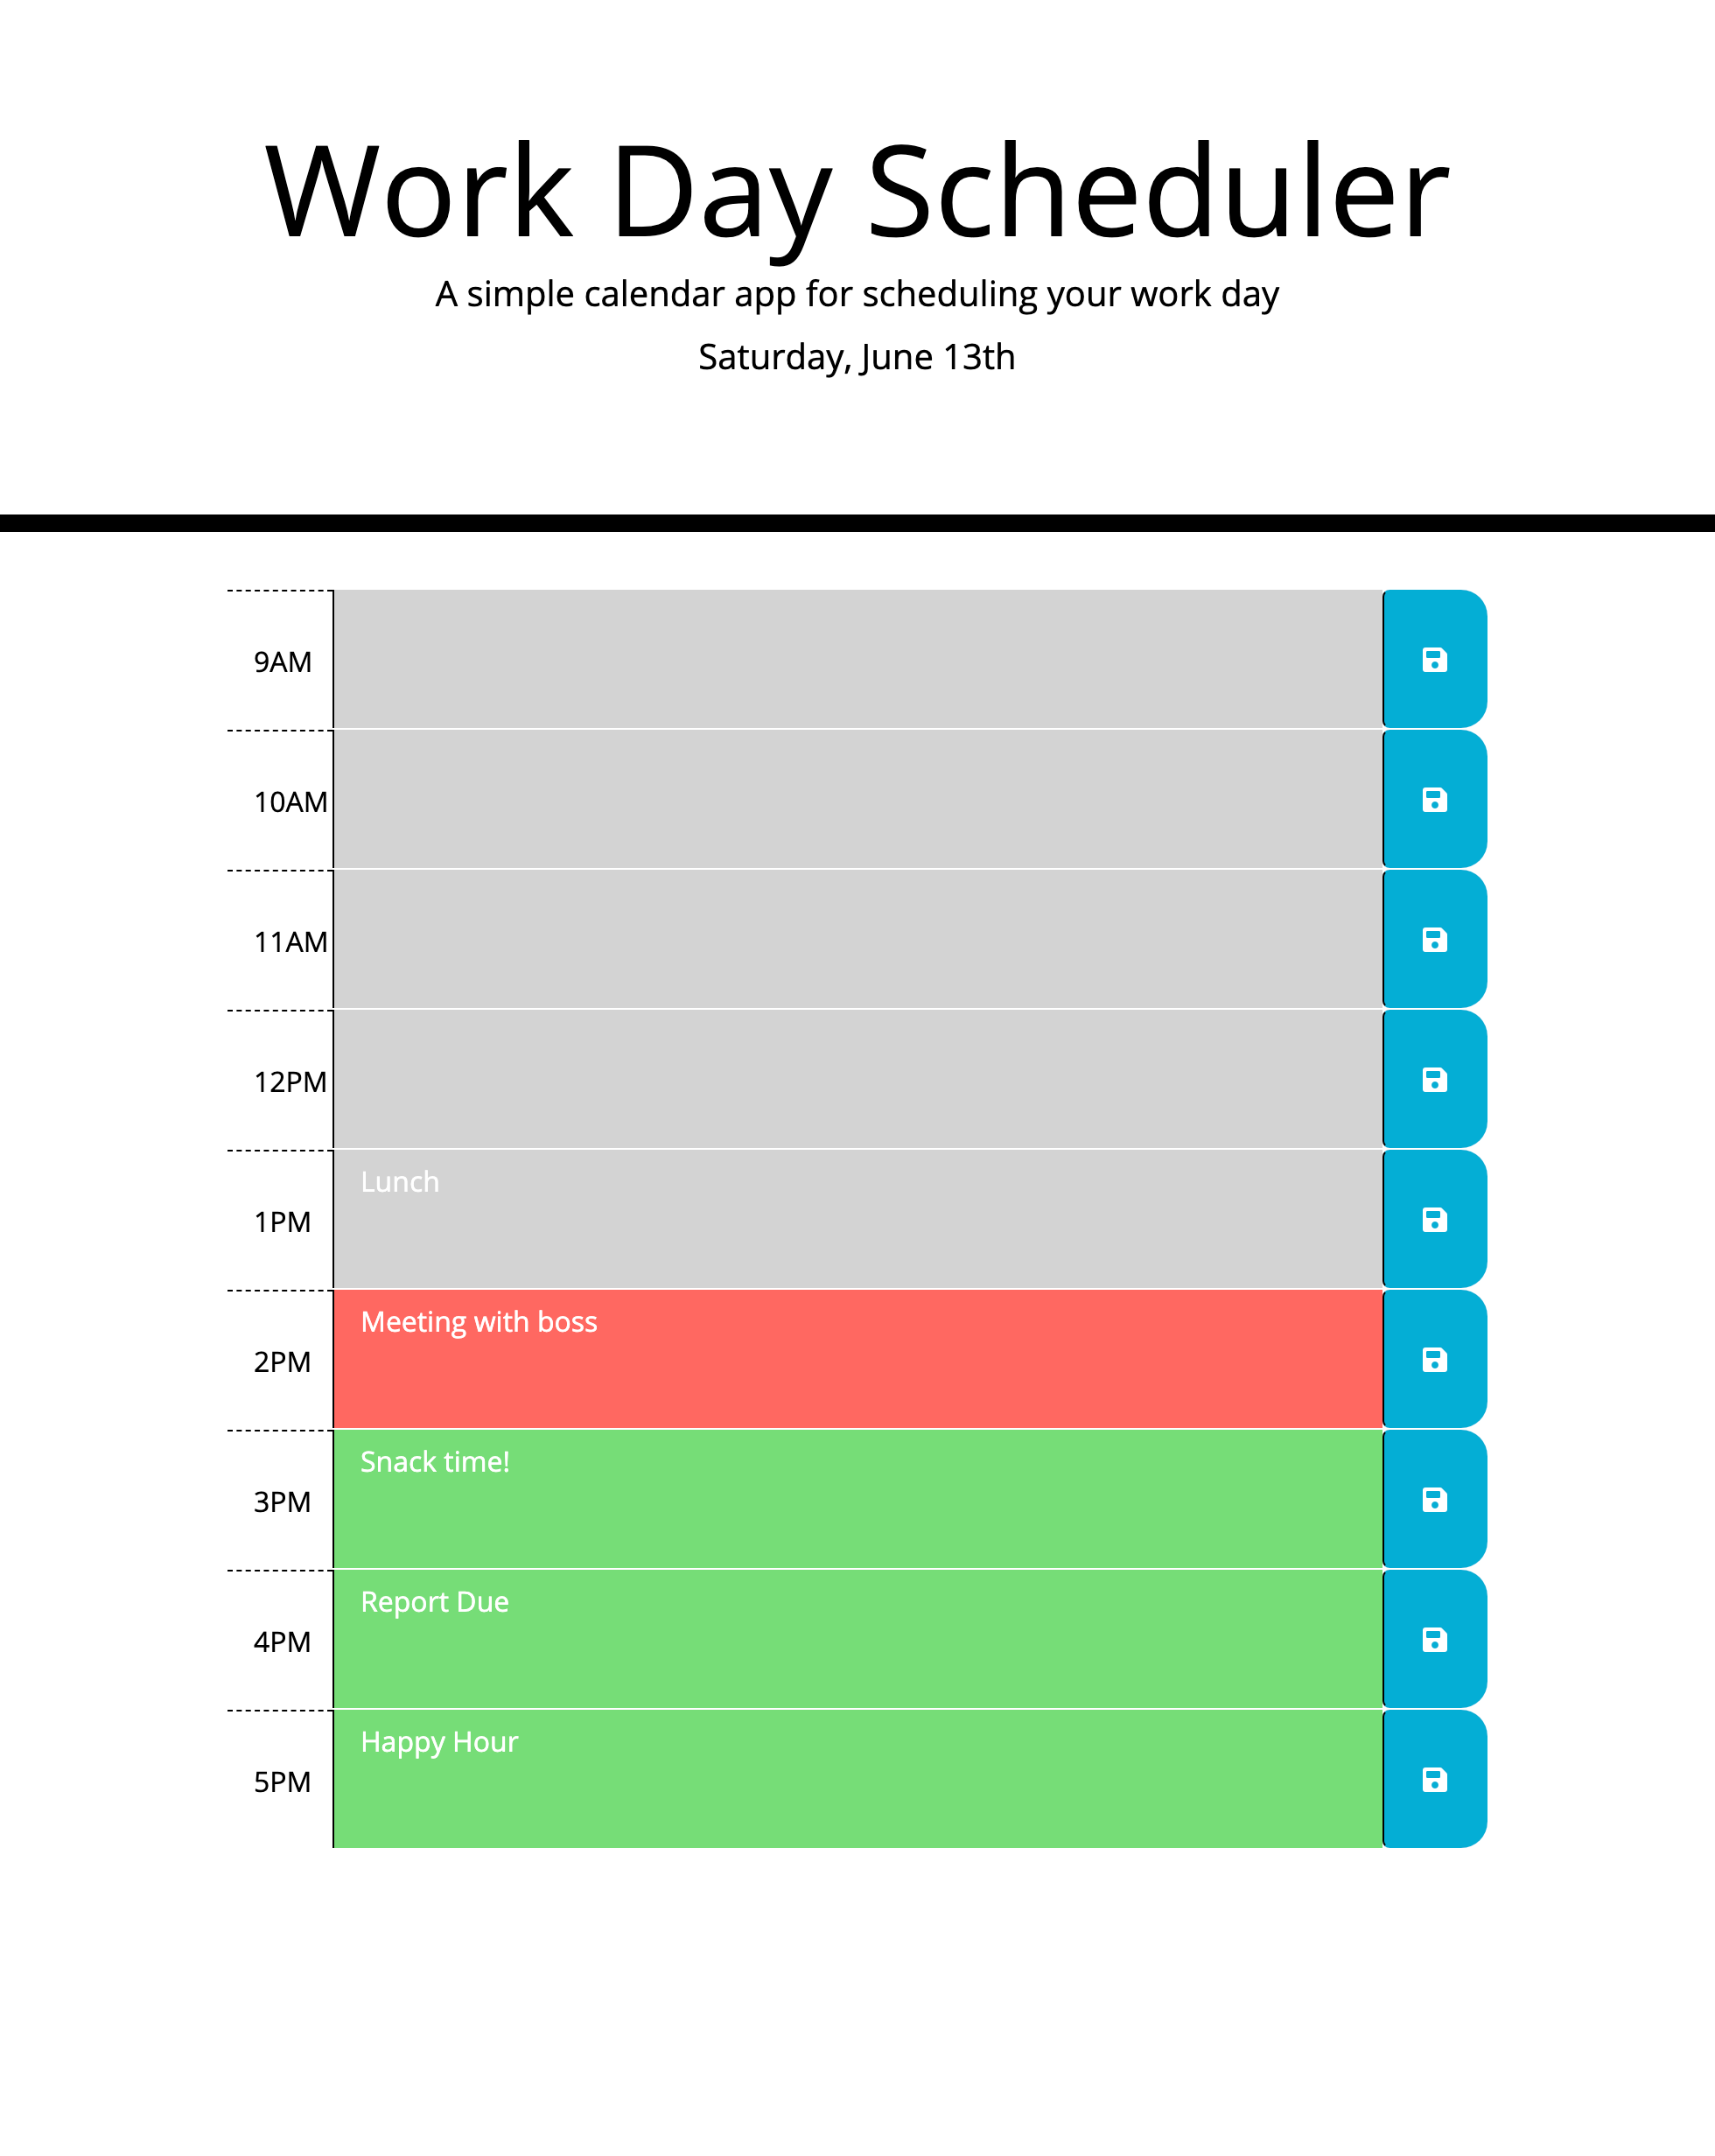 Work Day Scheduler
A simple calendar app for scheduling your work day
Saturday, June 13th
9AM
10AM
11AM
12PM
Lunch
1PM
Meeting with boss
2PM
Snack time!
3PM
Report Due
4PM
Happy Hour
5PM